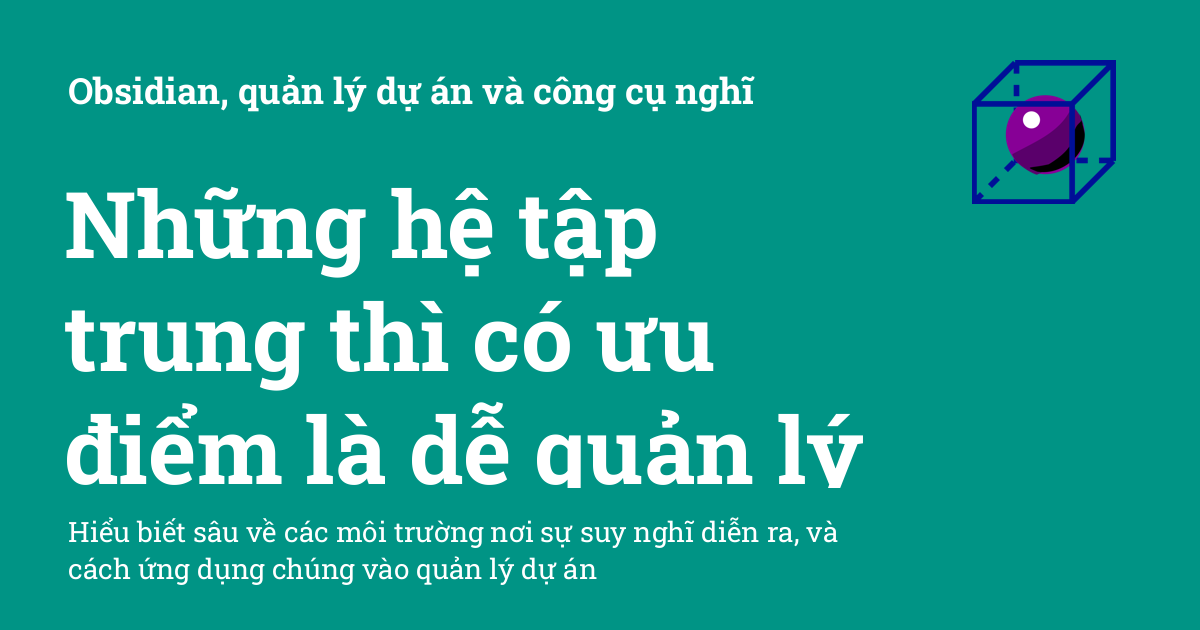 Obsidian, quản lý dự án và công cụ nghĩ
Những hệ tập
trung thì có ưu
điểm là dễ quản lý
Hiểu biết sâu về các môi trường nơi sự suy nghĩ diễn ra, và
cách ứng dụng chúng vào quản lý dự án